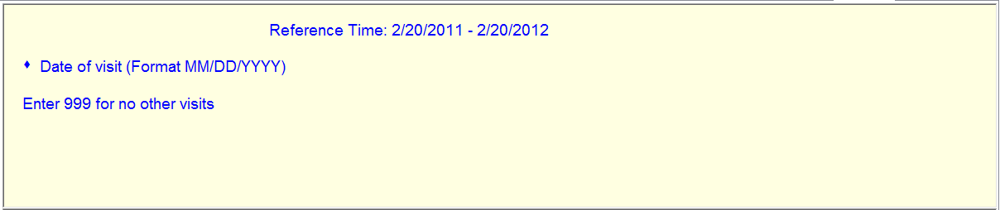 Reference Time: 2/20/2011 - 2/20/2012
♦ Date of visit (Format MM/DD/YYYY)
Enter 999 for no other visits